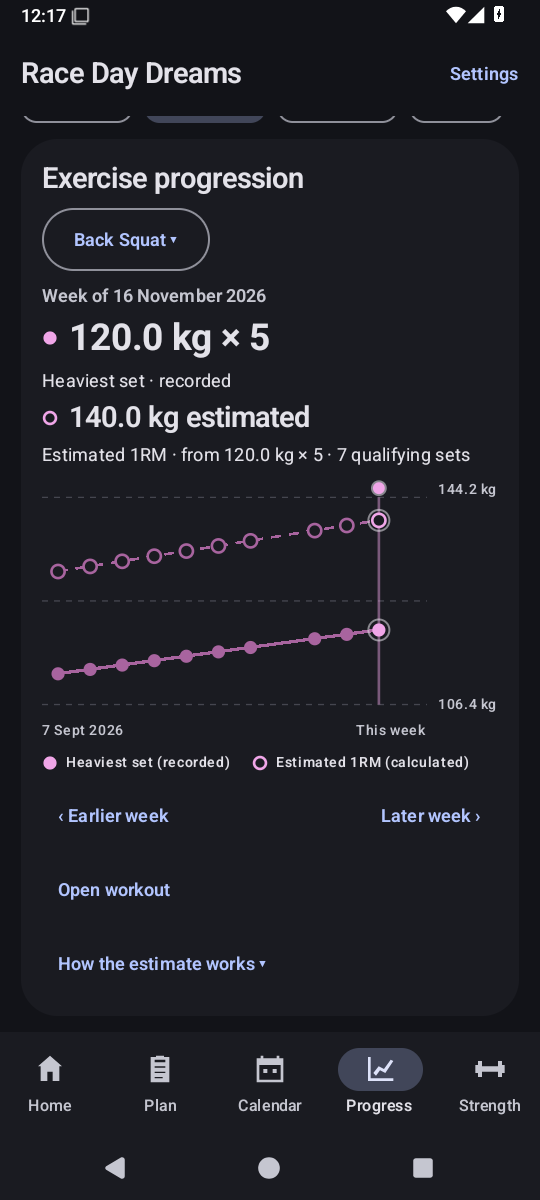 12:17
Race Day Dreams
Settings
Exercise progression
Back Squat ▾
Week of 16 November 2026
120.0 kg × 5
Heaviest set · recorded
140.0 kg estimated
Estimated 1RM · from 120.0 kg × 5 · 7 qualifying sets
144.2 kg
106.4 kg
7 Sept 2026
This week
Heaviest set (recorded)
Estimated 1RM (calculated)
‹ Earlier week
Later week ›
Open workout
How the estimate works ▾
Home
Plan
Calendar
Progress
Strength